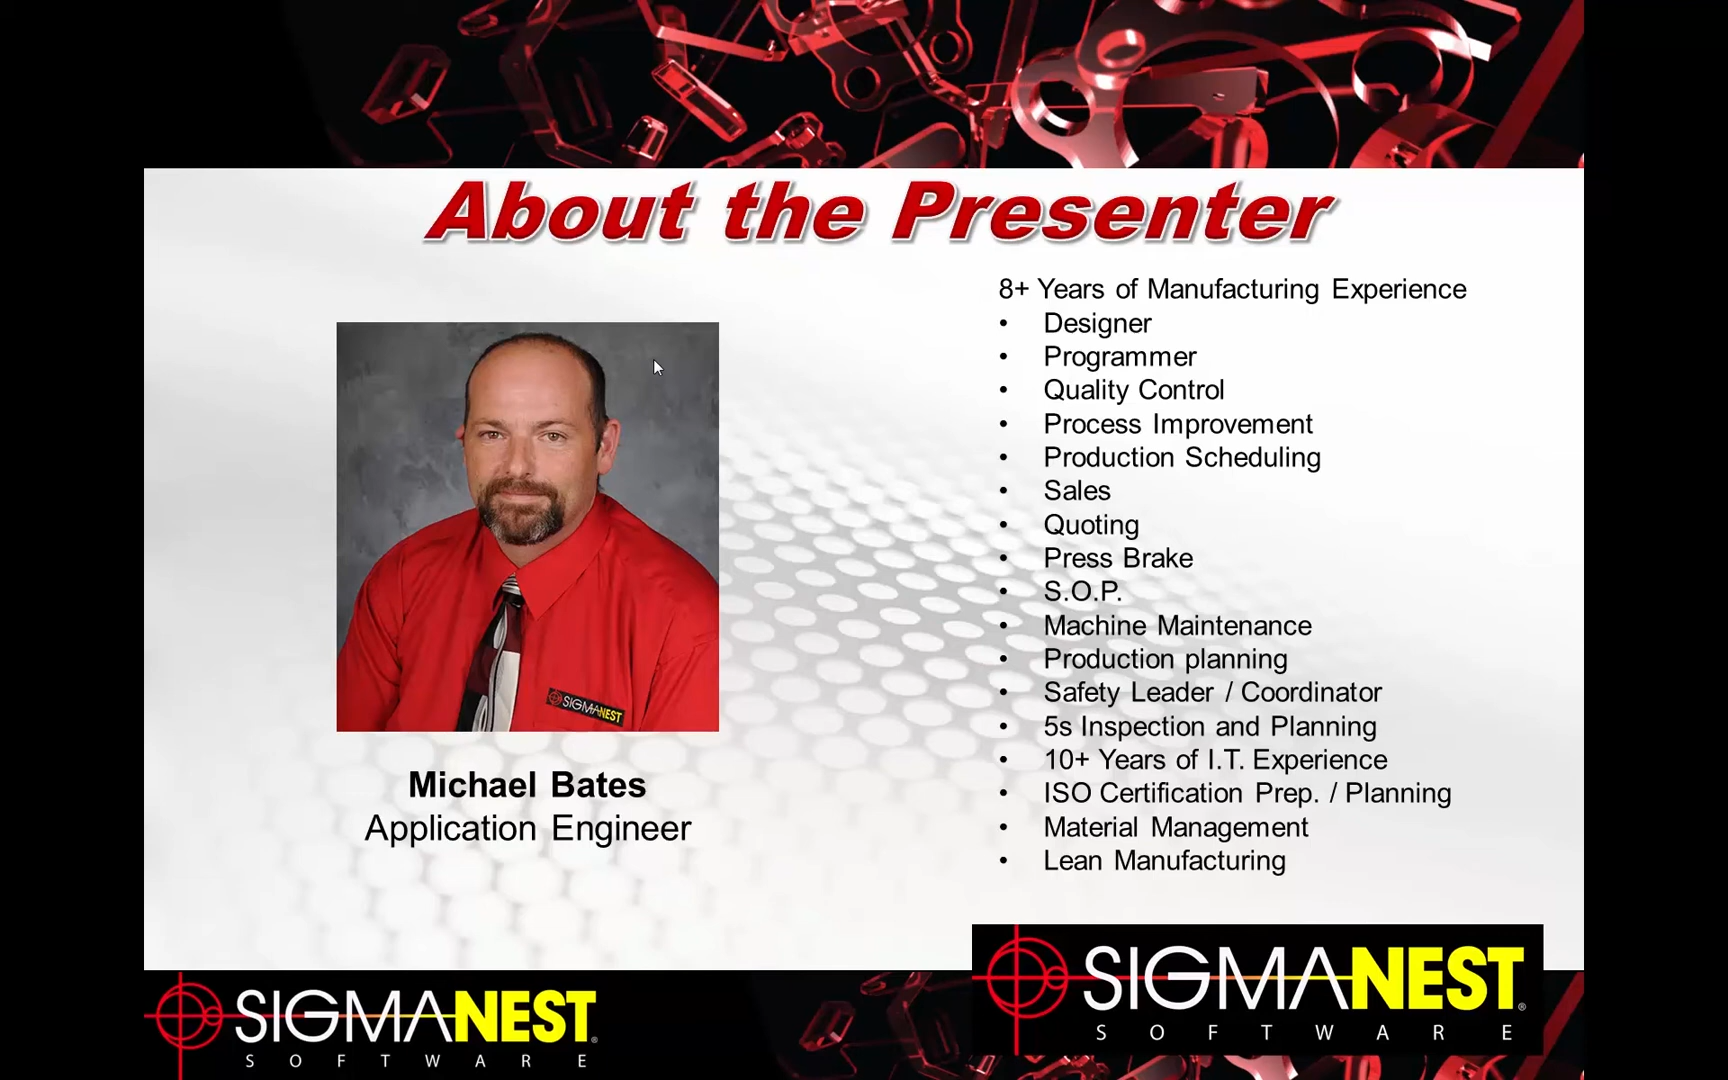 About the Presenter
8+ Years of Manufacturing Experience
• Designer
• Programmer
• Quality Control
• Process Improvement
• Production Scheduling
• Sales
• Quoting
• Press Brake
• S.O.P.
• Machine Maintenance
• Production planning
• Safety Leader / Coordinator
• 5s Inspection and Planning
• 10+ Years of I.T. Experience
• ISO Certification Prep. / Planning
• Material Management
• Lean Manufacturing
SIGMANEST
Michael Bates
Application Engineer
SIGMANEST®
SOFTWARE
SIGMANEST®
SOFTWARE